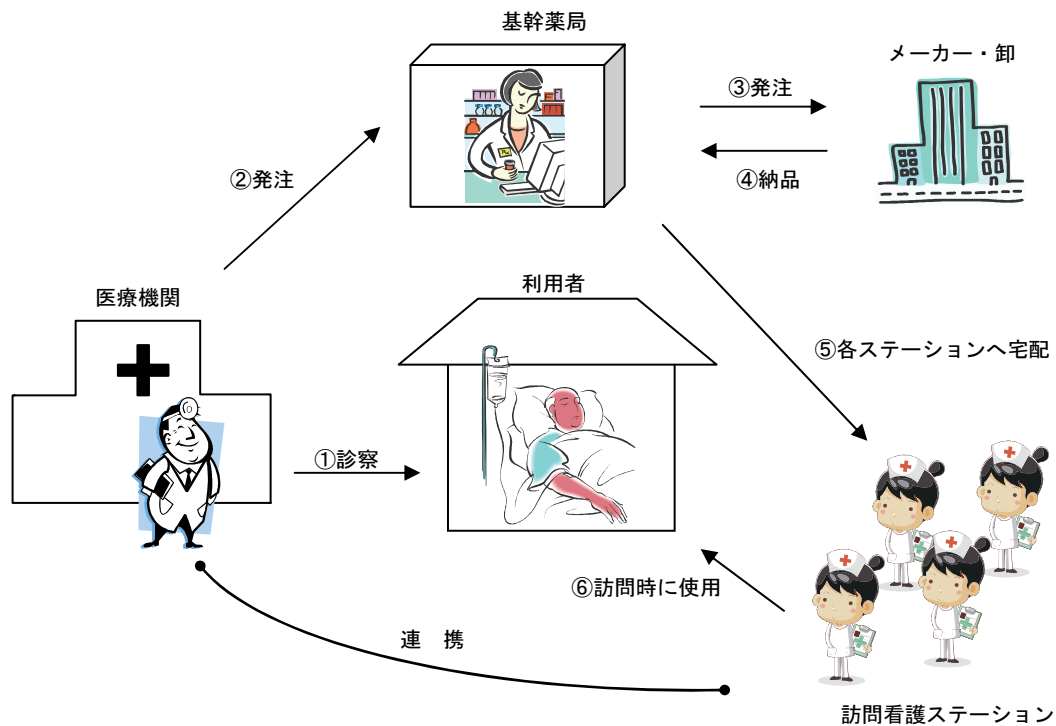 基幹薬局
メーカー・卸
③発注
②発注
④納品
利用者
医療機関
⑤各ステーションへ宅配
①診察
⑥訪問時に使用
連 携
訪問看護ステーション